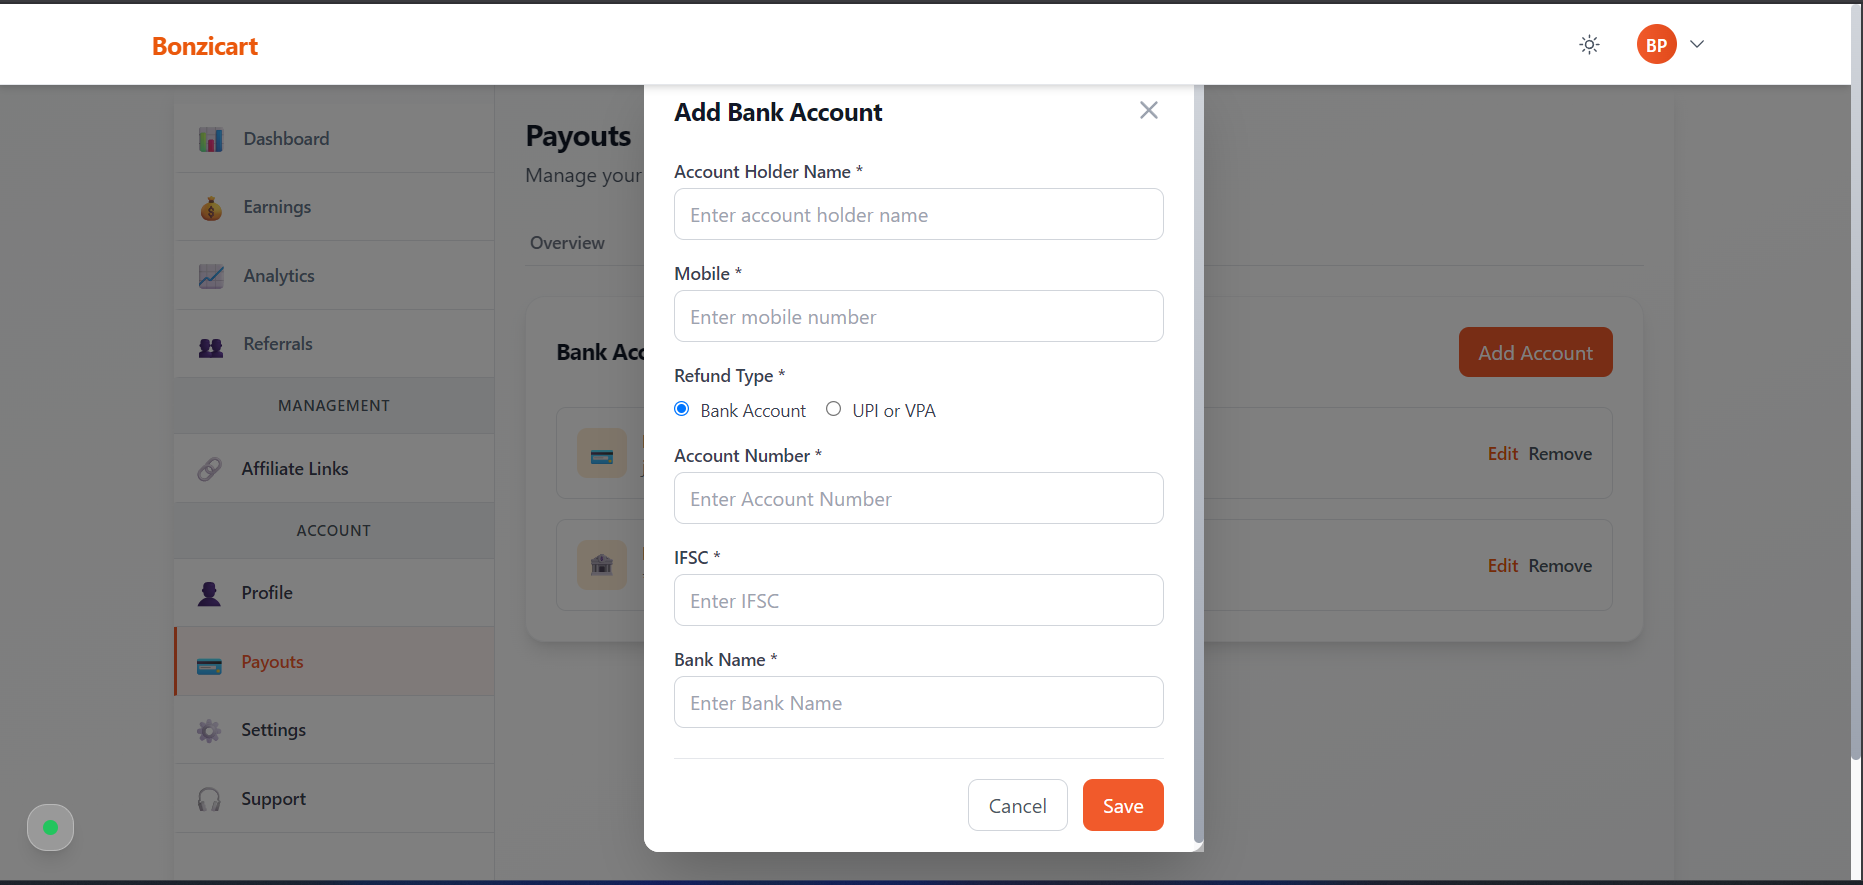 Bonzicart
BP
Dashboard
Earnings
Analytics
Referrals
MANAGEMENT
Affiliate Links
ACCOUNT
Profile
Payouts
Settings
Support
Payouts
Manage your
Overview
Bank Acc
Add Account
Edit Remove
Edit Remove
Add Bank Account
Account Holder Name *
Enter account holder name
Mobile *
Enter mobile number
Refund Type *
Bank Account UPI or VPA
Account Number *
Enter Account Number
IFSC *
Enter IFSC
Bank Name *
Enter Bank Name
Cancel Save